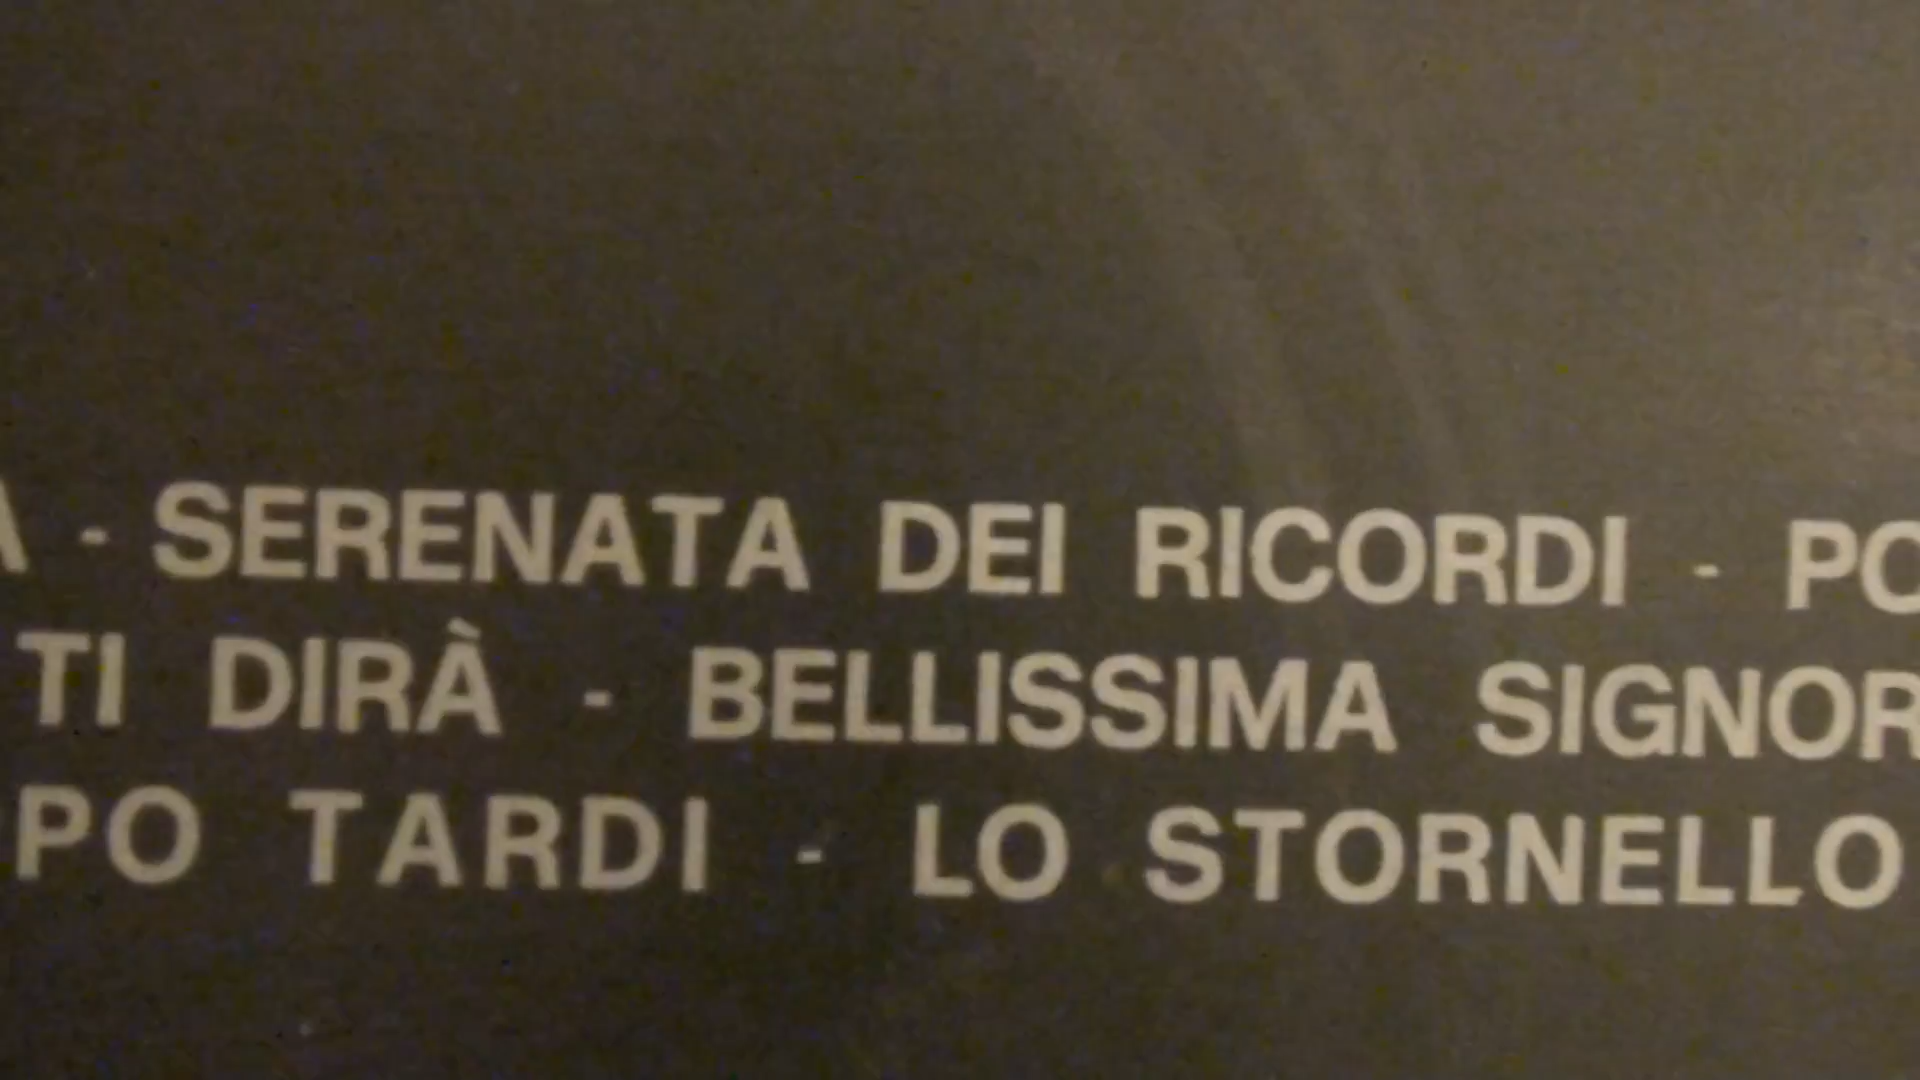 A - SERENATA DEI RICORDI - PO
TI DIRÀ - BELLISSIMA SIGNOR
PO TARDI - LO STORNELLO